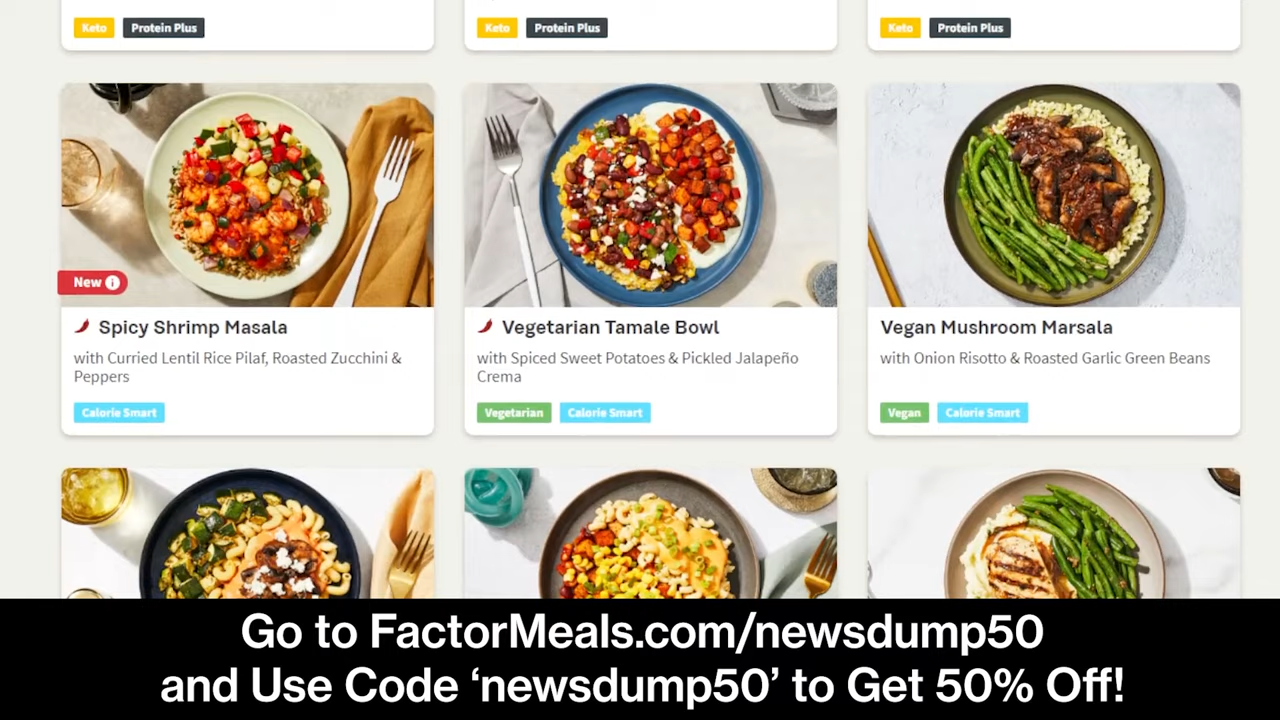 Keto Protein Plus
Keto Protein Plus
Keto Protein Plus
New
Spicy Shrimp Masala
with Curried Lentil Rice Pilaf, Roasted Zucchini &
Peppers
Calorie Smart
Vegetarian Tamale Bowl
with Spiced Sweet Potatoes & Pickled Jalapeño
Crema
Vegetarian Calorie Smart
Vegan Mushroom Marsala
with Onion Risotto & Roasted Garlic Green Beans
Vegan Calorie Smart
Go to FactorMeals.com/newsdump50
and Use Code ‘newsdump50’ to Get 50% Off!